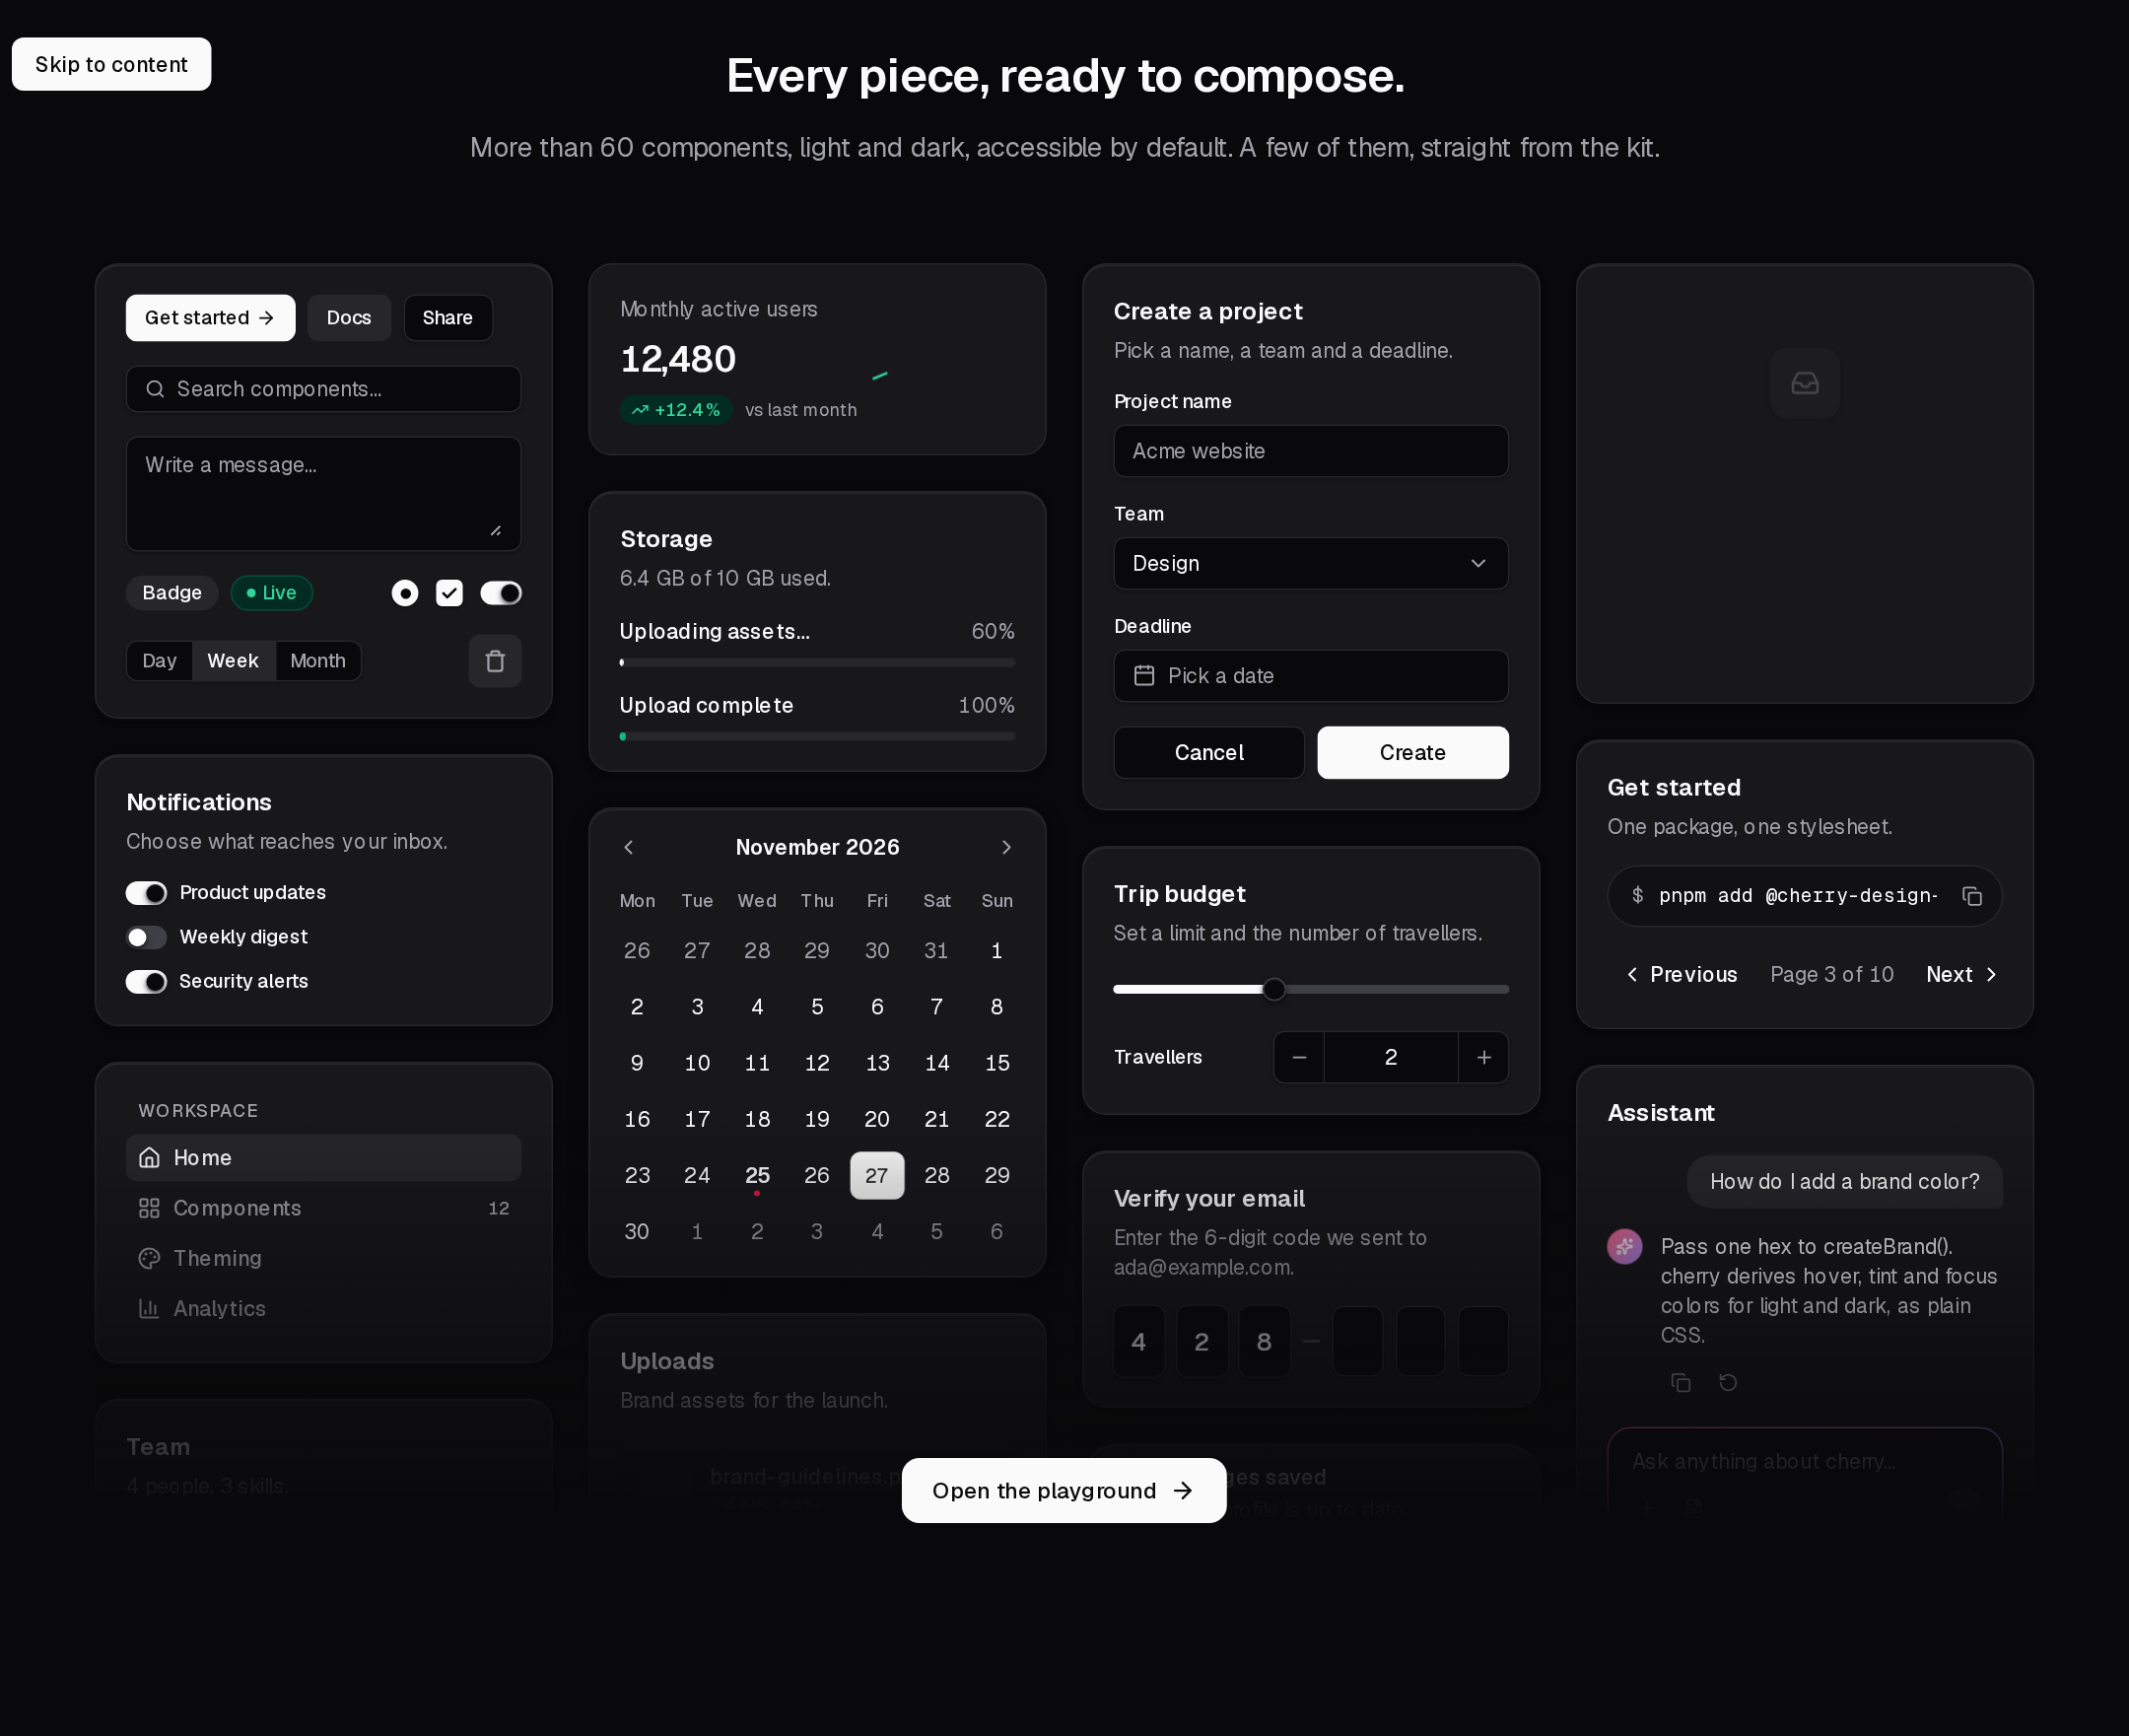 Skip to content
Every piece, ready to compose.
More than 60 components, light and dark, accessible by default. A few of them, straight from the kit.
Get started
Docs
Share
Search components...
Write a message...
Badge
Live
Day
Week
Month
Notifications
Choose what reaches your inbox.
Product updates
Weekly digest
Security alerts
WORKSPACE
Home
Components 12
Theming
Analytics
Team
4 people, 3 skills.
Monthly active users
12,480
+12.4% vs last month
Storage
6.4 GB of 10 GB used.
Uploading assets... 60%
Upload complete 100%
November 2026
Mon Tue Wed Thu Fri Sat Sun
26 27 28 29 30 31 1
2 3 4 5 6 7 8
9 10 11 12 13 14 15
16 17 18 19 20 21 22
23 24 25 26 27 28 29
30 1 2 3 4 5 6
Uploads
Brand assets for the launch.
brand-guidelines.p
Create a project
Pick a name, a team and a deadline.
Project name
Acme website
Team
Design
Deadline
Pick a date
Cancel
Create
Trip budget
Set a limit and the number of travellers.
Travellers
2
Verify your email
Enter the 6-digit code we sent to
ada@example.com.
4 2 8
saved
is up to date
Get started
One package, one stylesheet.
$ pnpm add @cherry-design-
Previous
Page 3 of 10
Next
Assistant
How do I add a brand color?
Pass one hex to createBrand().
cherry derives hover, tint and focus
colors for light and dark, as plain
CSS.
Ask anything about cherry...
Open the playground